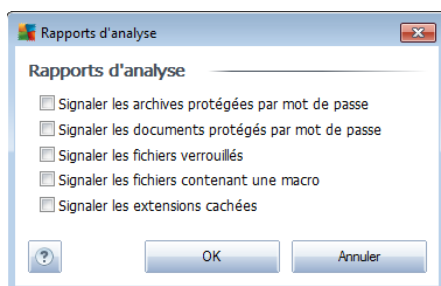 Rapports d'analyse
Rapports d'analyse
Signaler les archives protégées par mot de passe
Signaler les documents protégés par mot de passe
Signaler les fichiers verrouillés
Signaler les fichiers contenant une macro
Signaler les extensions cachées
?
OK
Annuler